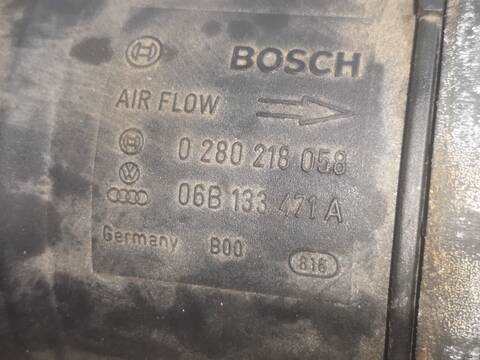 BOSCH
AIR FLOW
0 280 218 058
06B 133 471 A
Germany B00 816